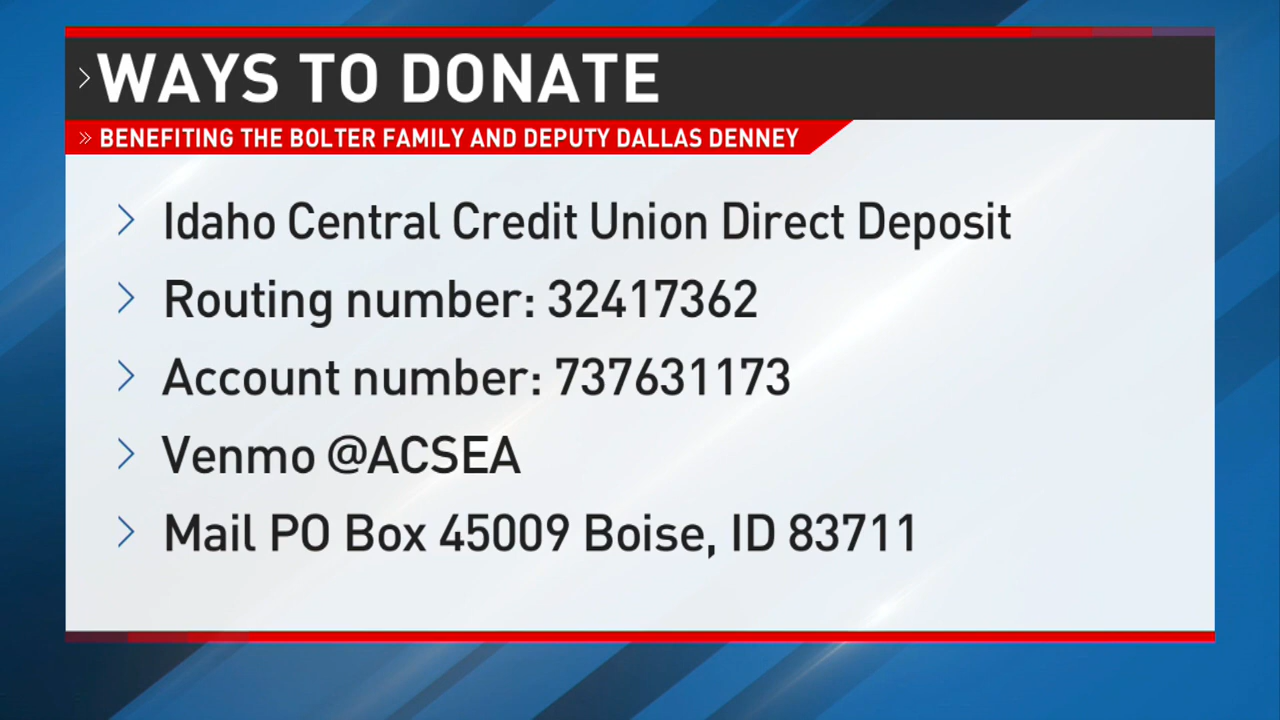 WAYS TO DONATE
BENEFITING THE BOLTER FAMILY AND DEPUTY DALLAS DENNEY
Idaho Central Credit Union Direct Deposit
Routing number: 32417362
Account number: 737631173
Venmo @ACSEA
Mail PO Box 45009 Boise, ID 83711